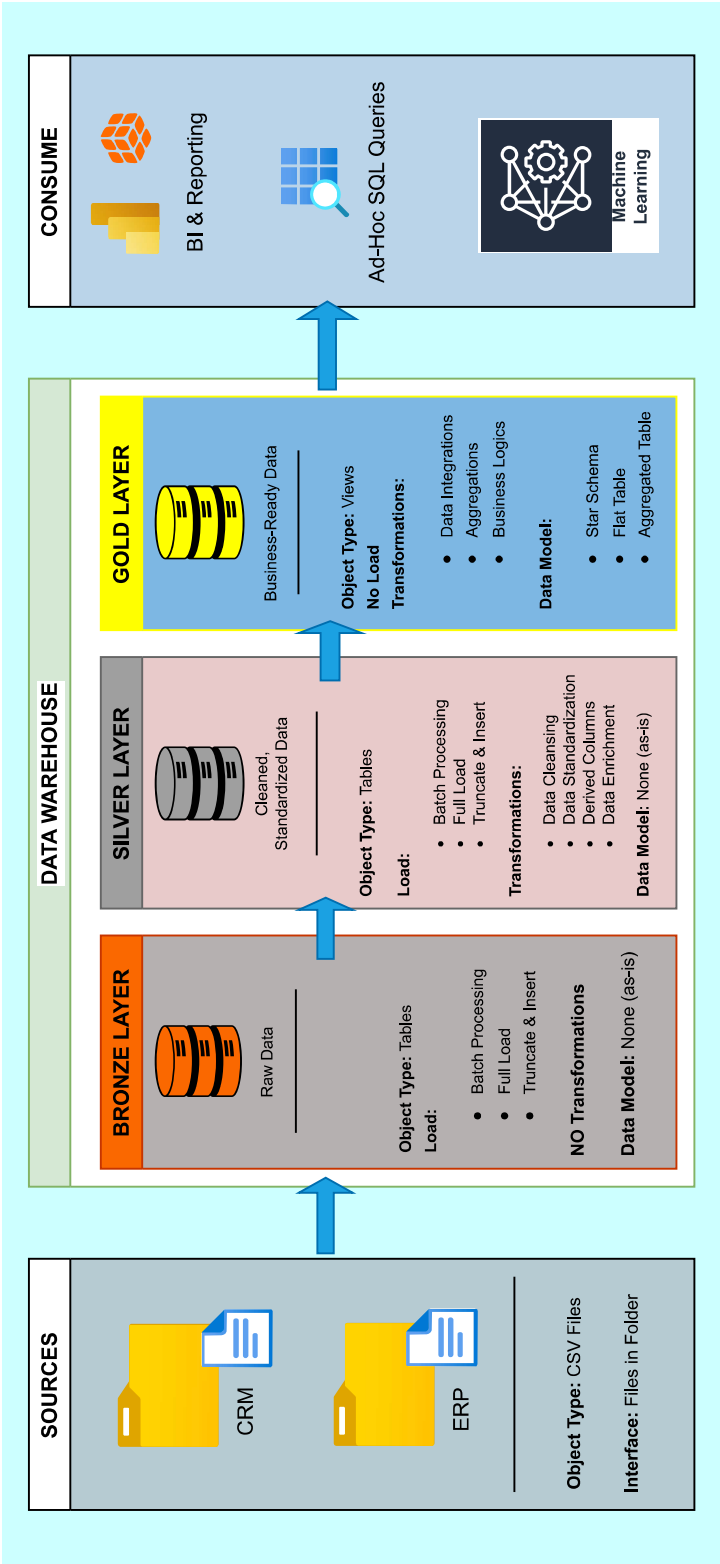 SOURCES
CRM
ERP
Object Type: CSV Files
Interface: Files in Folder
DATA WAREHOUSE
BRONZE LAYER
Raw Data
Object Type: Tables
Load:
● Batch Processing
● Full Load
● Truncate & Insert
NO Transformations
Data Model: None (as-is)
SILVER LAYER
Cleaned,
Standardized Data
Object Type: Tables
Load:
● Batch Processing
● Full Load
● Truncate & Insert
Transformations:
● Data Cleansing
● Data Standardization
● Derived Columns
● Data Enrichment
Data Model: None (as-is)
GOLD LAYER
Business-Ready Data
Object Type: Views
No Load
Transformations:
● Data Integrations
● Aggregations
● Business Logics
Data Model:
● Star Schema
● Flat Table
● Aggregated Table
CONSUME
BI & Reporting
Ad-Hoc SQL Queries
Machine
Learning